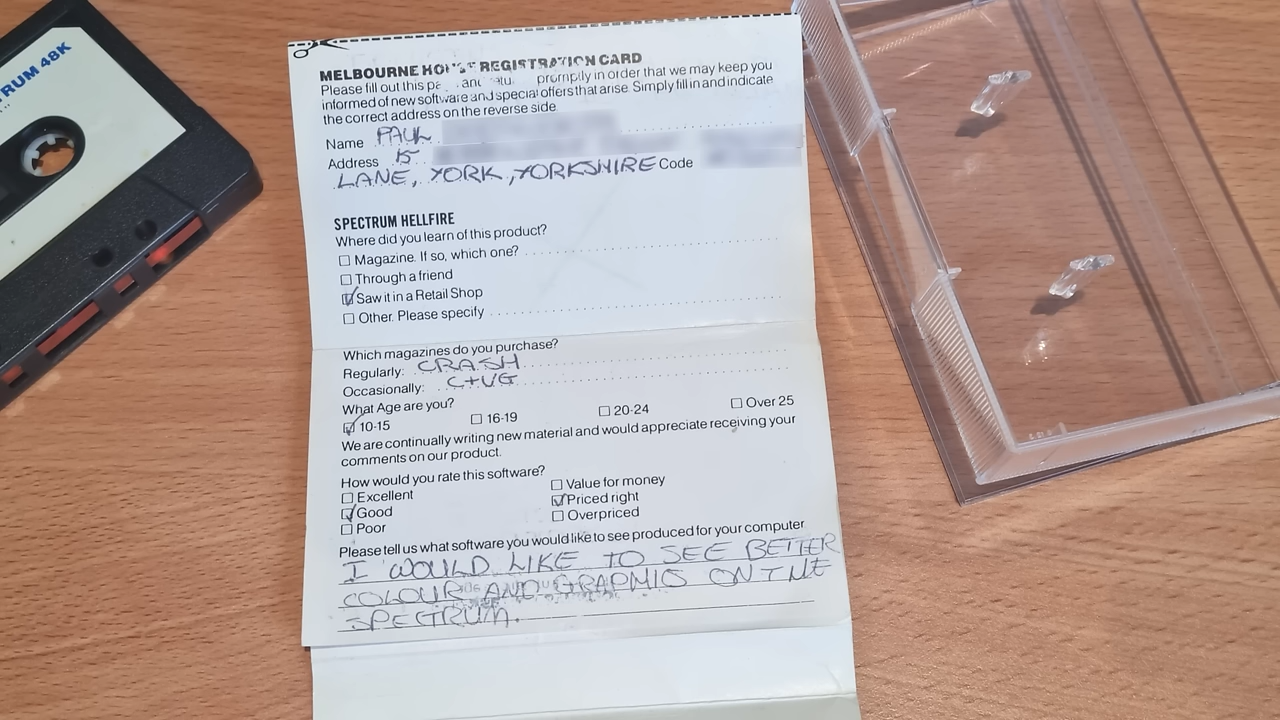 TRUM 48K
MELBOURNE HOUSE REGISTRATION CARD
Please fill out this and promptly in order that we may keep you
informed of new software and special offers that arise. Simply fill in and indicate
the correct address on the reverse side.
Name PAUL
Address 15
LANE, YORK, YORKSHIRE Code
SPECTRUM HELLFIRE
Where did you learn of this product?
☐ Magazine. If so, which one?
☐ Through a friend
☑ Saw it in a Retail Shop
☐ Other. Please specify
Which magazines do you purchase?
Regularly: CRASH
Occasionally: C+VG
What Age are you?
☑ 10-15 ☐ 16-19 ☐ 20-24 ☐ Over 25
We are continually writing new material and would appreciate receiving your
comments on our product.
How would you rate this software?
☐ Excellent ☐ Value for money
☑ Good ☑ Priced right
☐ Poor ☐ Overpriced
Please tell us what software you would like to see produced for your computer
I WOULD LIKE TO SEE BETTER
COLOUR AND GRAPHICS ON THE
SPECTRUM.